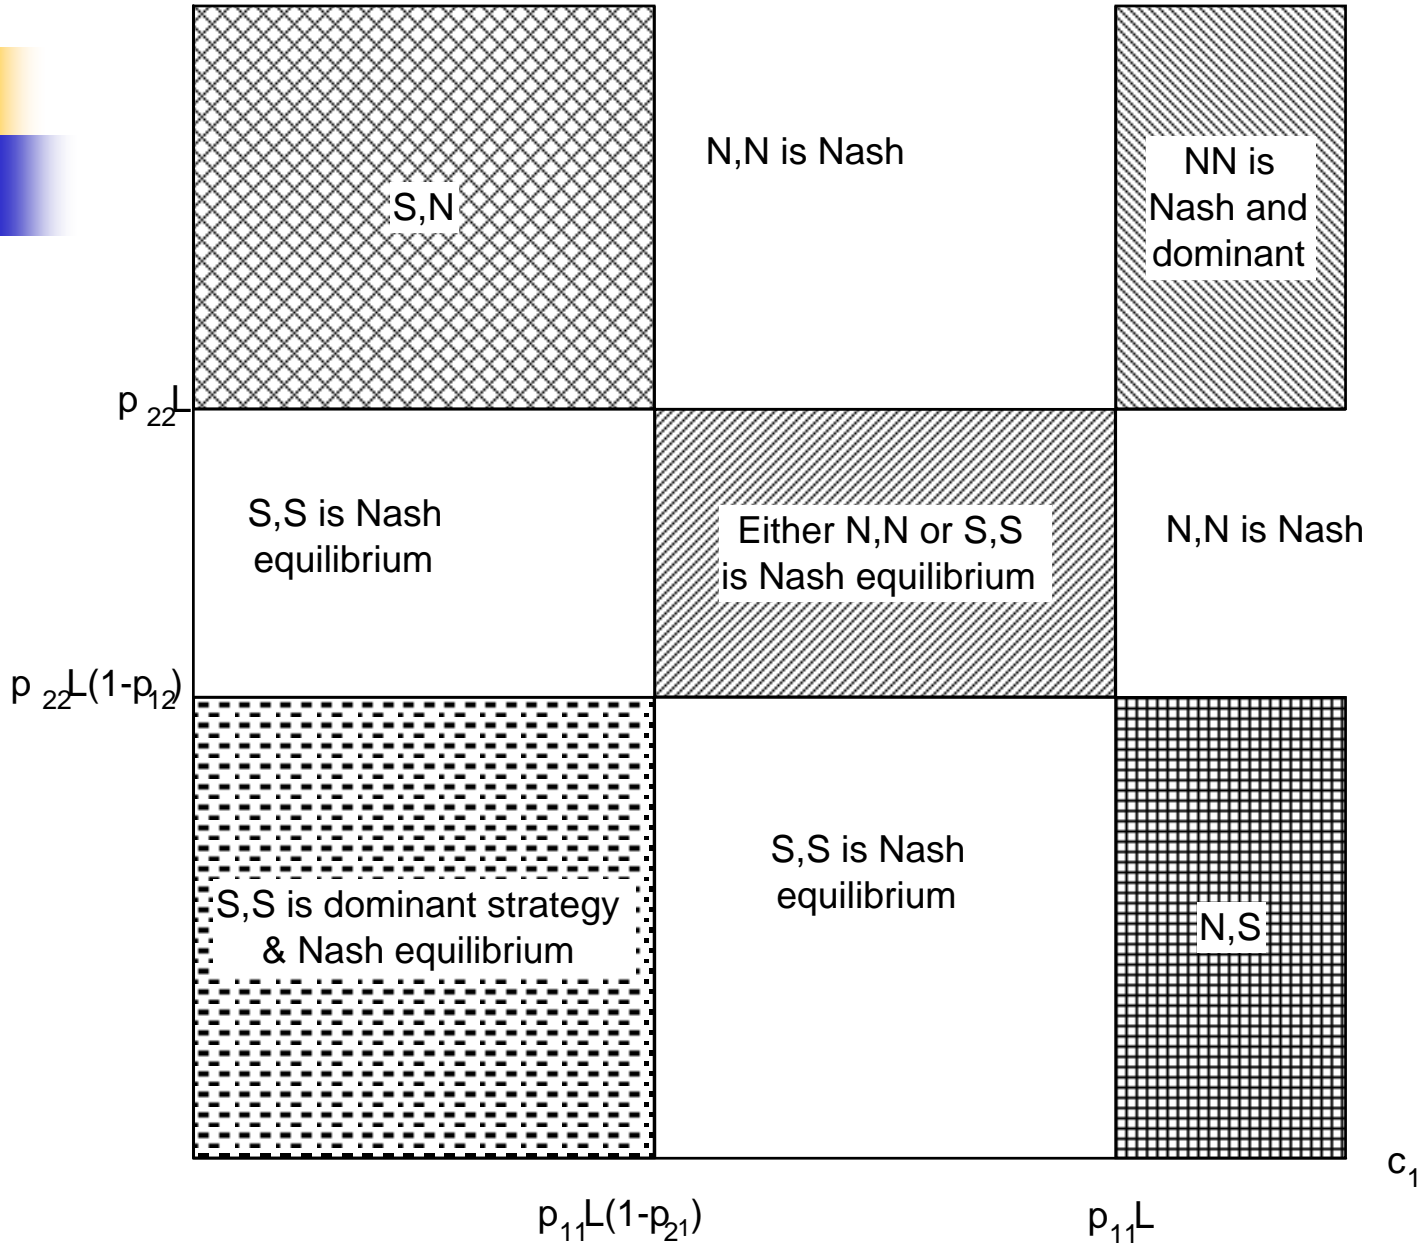 N,N is Nash
NN is
Nash and
dominant
S,N
p 22L
S,S is Nash
equilibrium
Either N,N or S,S
is Nash equilibrium
N,N is Nash
p 22L(1-p12)
S,S is Nash
equilibrium
S,S is dominant strategy
& Nash equilibrium
N,S
c1
p11L(1-p21)
p11L